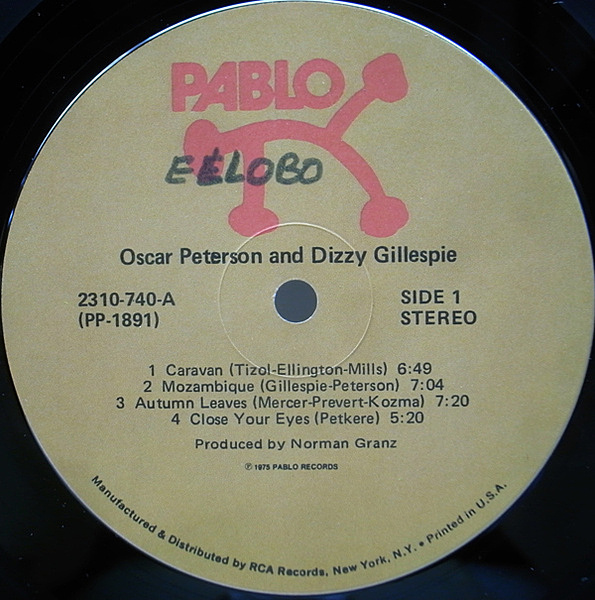 PABLO
EELOBO
Oscar Peterson and Dizzy Gillespie
2310-740-A
(PP-1891)
SIDE 1
STEREO
1 Caravan (Tizol-Ellington-Mills) 6:49
2 Mozambique (Gillespie-Peterson) 7:04
3 Autumn Leaves (Mercer-Prevert-Kozma) 7:20
4 Close Your Eyes (Petkere) 5:20
Produced by Norman Granz
℗ 1975 PABLO RECORDS
Manufactured & Distributed by RCA Records, New York, N.Y. • Printed in U.S.A.